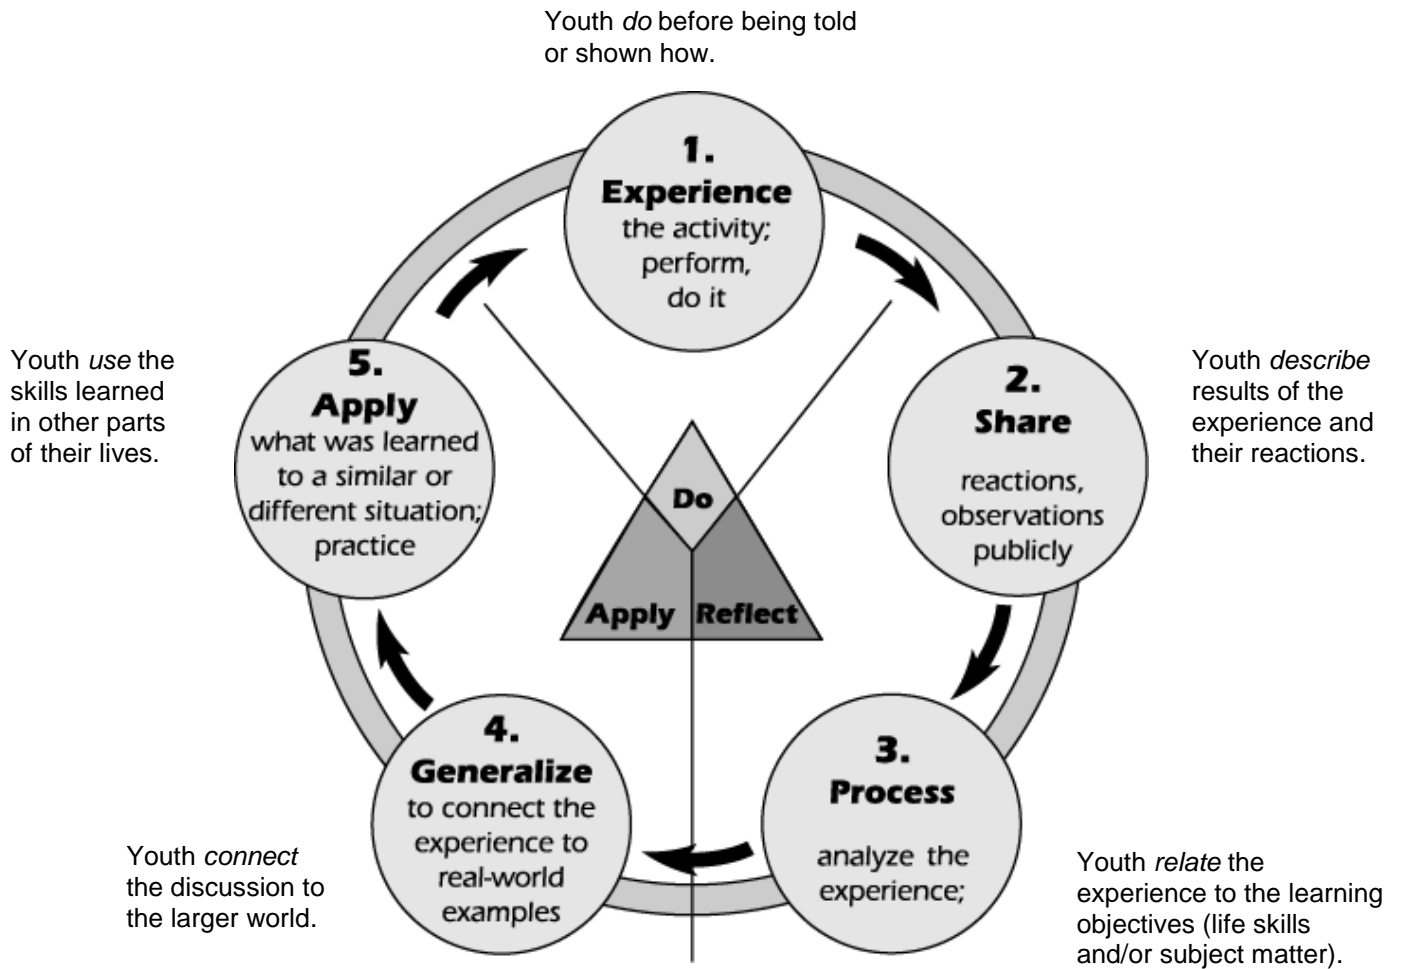 Youth do before being told
or shown how.
1.
Experience
the activity;
perform,
do it
2.
Share
reactions,
observations
publicly
Youth describe
results of the
experience and
their reactions.
3.
Process
analyze the
experience;
Youth relate the
experience to the learning
objectives (life skills
and/or subject matter).
4.
Generalize
to connect the
experience to
real-world
examples
Youth connect
the discussion to
the larger world.
5.
Apply
what was learned
to a similar or
different situation;
practice
Youth use the
skills learned
in other parts
of their lives.
Do
Reflect
Apply